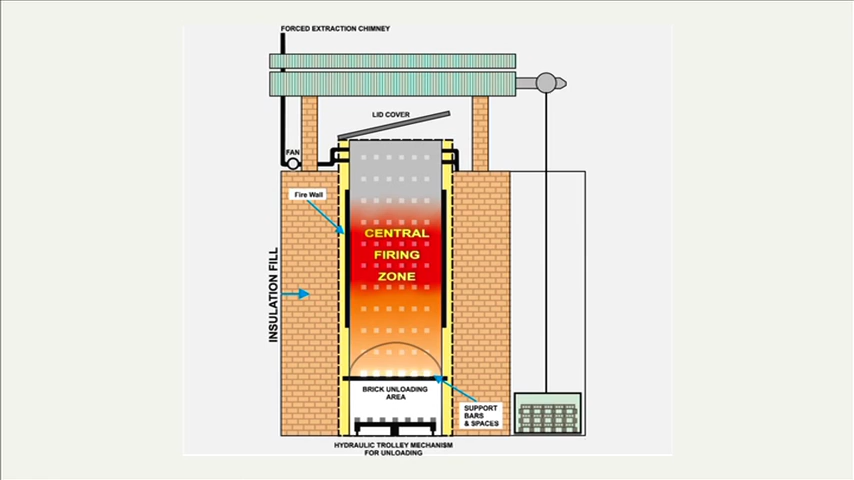 FORCED EXTRACTION CHIMNEY
LID COVER
FAN
Fire Wall
CENTRAL
FIRING
ZONE
INSULATION FILL
BRICK UNLOADING
AREA
SUPPORT
BARS
& SPACES
HYDRAULIC TROLLEY MECHANISM
FOR UNLOADING